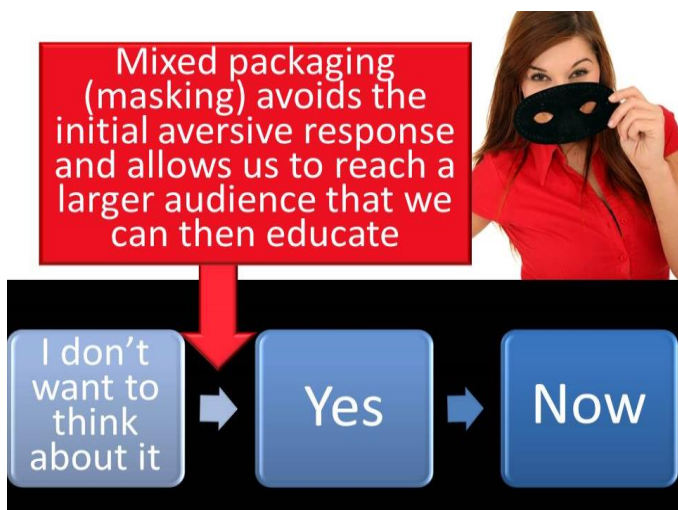 Mixed packaging
(masking) avoids the
initial aversive response
and allows us to reach a
larger audience that we
can then educate
I don’t
want to
think
about it
Yes
Now